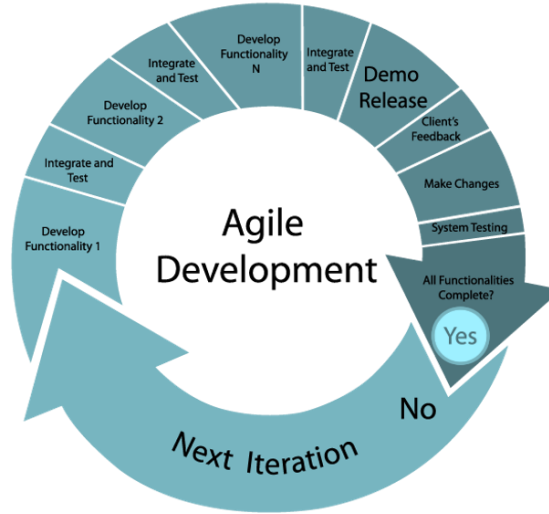 Develop
Functionality 1
Integrate and
Test
Develop
Functionality 2
Integrate
and Test
Develop
Functionality
N
Integrate
and Test
Demo
Release
Client's
Feedback
Make Changes
System Testing
All Functionalities
Complete?
Yes
No
Next Iteration
Agile
Development